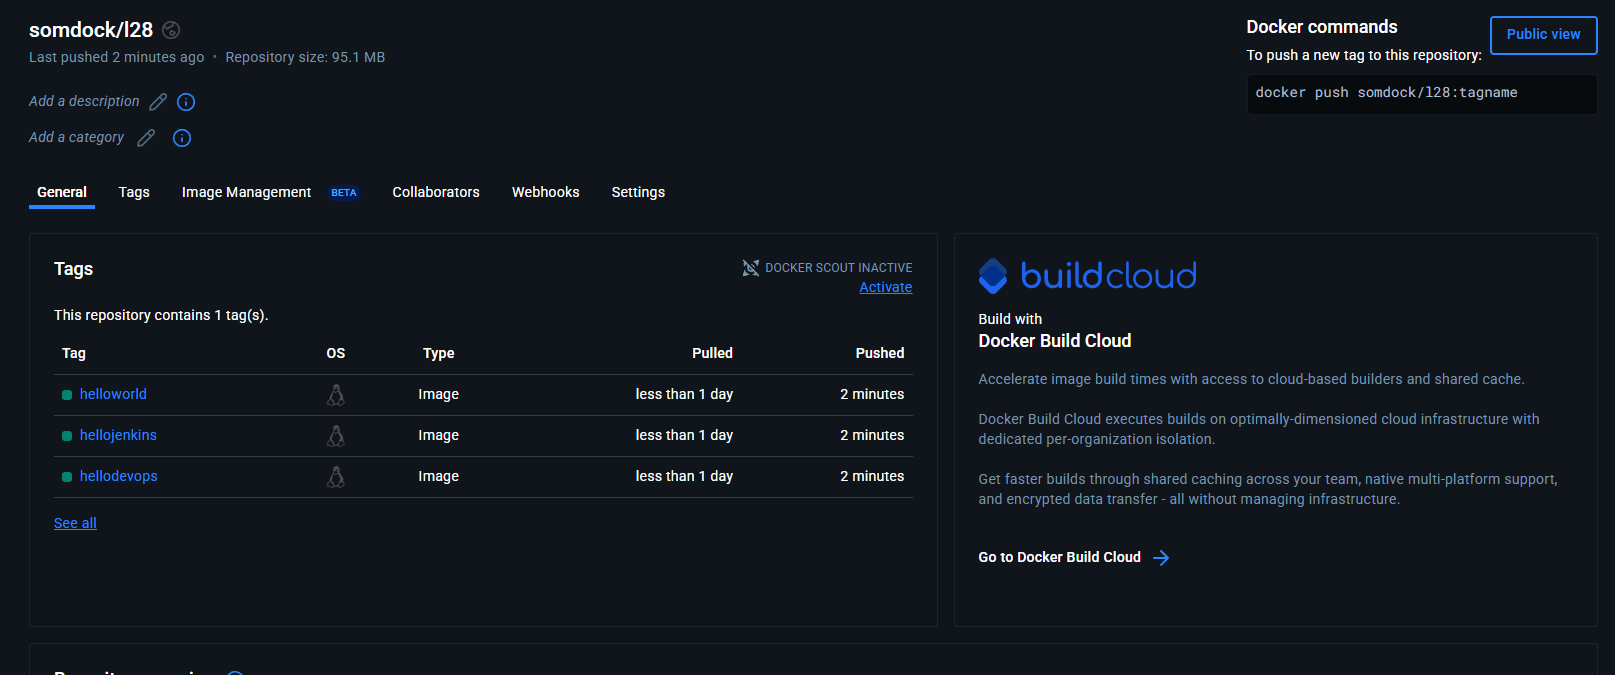 somdock/l28
Last pushed 2 minutes ago • Repository size: 95.1 MB
Add a description
Add a category
Docker commands
Public view
To push a new tag to this repository:
docker push somdock/l28:tagname
General Tags Image Management BETA Collaborators Webhooks Settings
Tags
DOCKER SCOUT INACTIVE
Activate
This repository contains 1 tag(s).
Tag OS Type Pulled Pushed
helloworld Image less than 1 day 2 minutes
hellojenkins Image less than 1 day 2 minutes
hellodevops Image less than 1 day 2 minutes
See all
buildcloud
Build with
Docker Build Cloud
Accelerate image build times with access to cloud-based builders and shared cache.
Docker Build Cloud executes builds on optimally-dimensioned cloud infrastructure with
dedicated per-organization isolation.
Get faster builds through shared caching across your team, native multi-platform support,
and encrypted data transfer - all without managing infrastructure.
Go to Docker Build Cloud